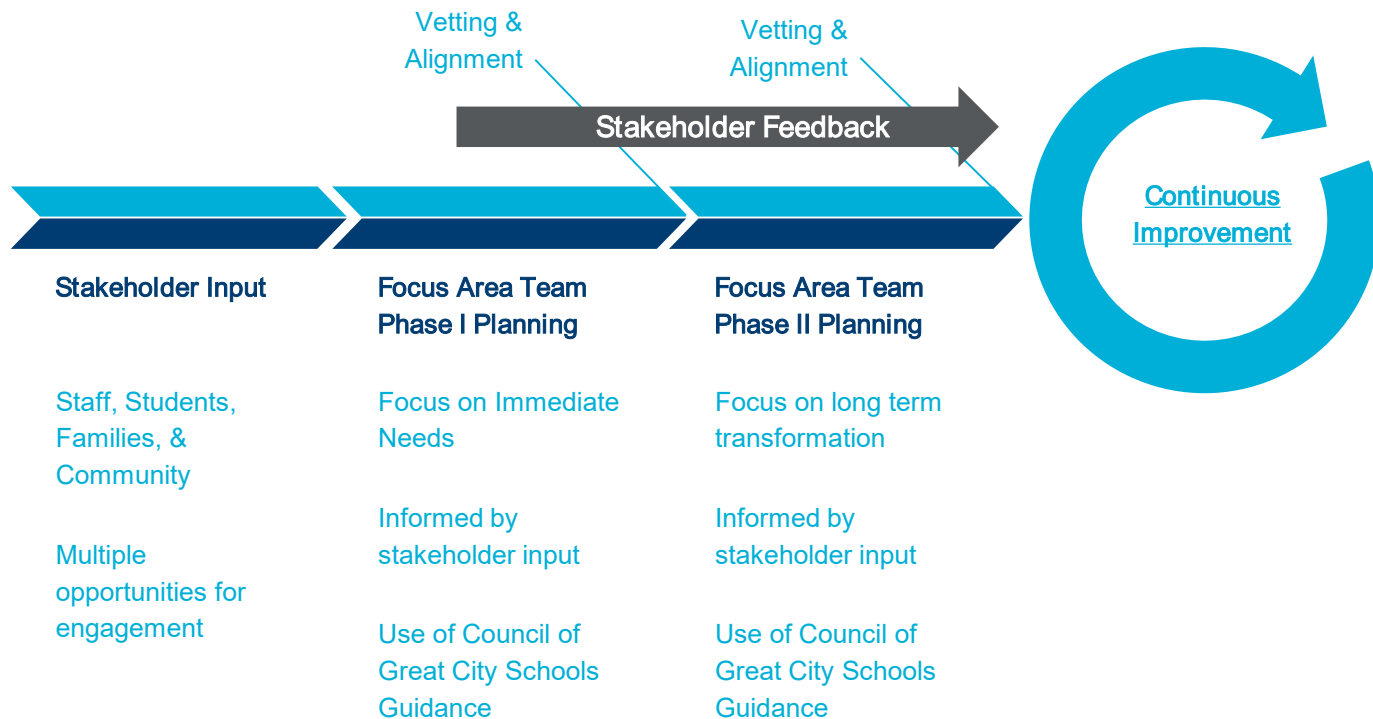 Vetting &
Alignment
Vetting &
Alignment
Stakeholder Feedback
Continuous
Improvement
Stakeholder Input
Staff, Students,
Families, &
Community
Multiple
opportunities for
engagement
Focus Area Team
Phase I Planning
Focus on Immediate
Needs
Informed by
stakeholder input
Use of Council of
Great City Schools
Guidance
Focus Area Team
Phase II Planning
Focus on long term
transformation
Informed by
stakeholder input
Use of Council of
Great City Schools
Guidance